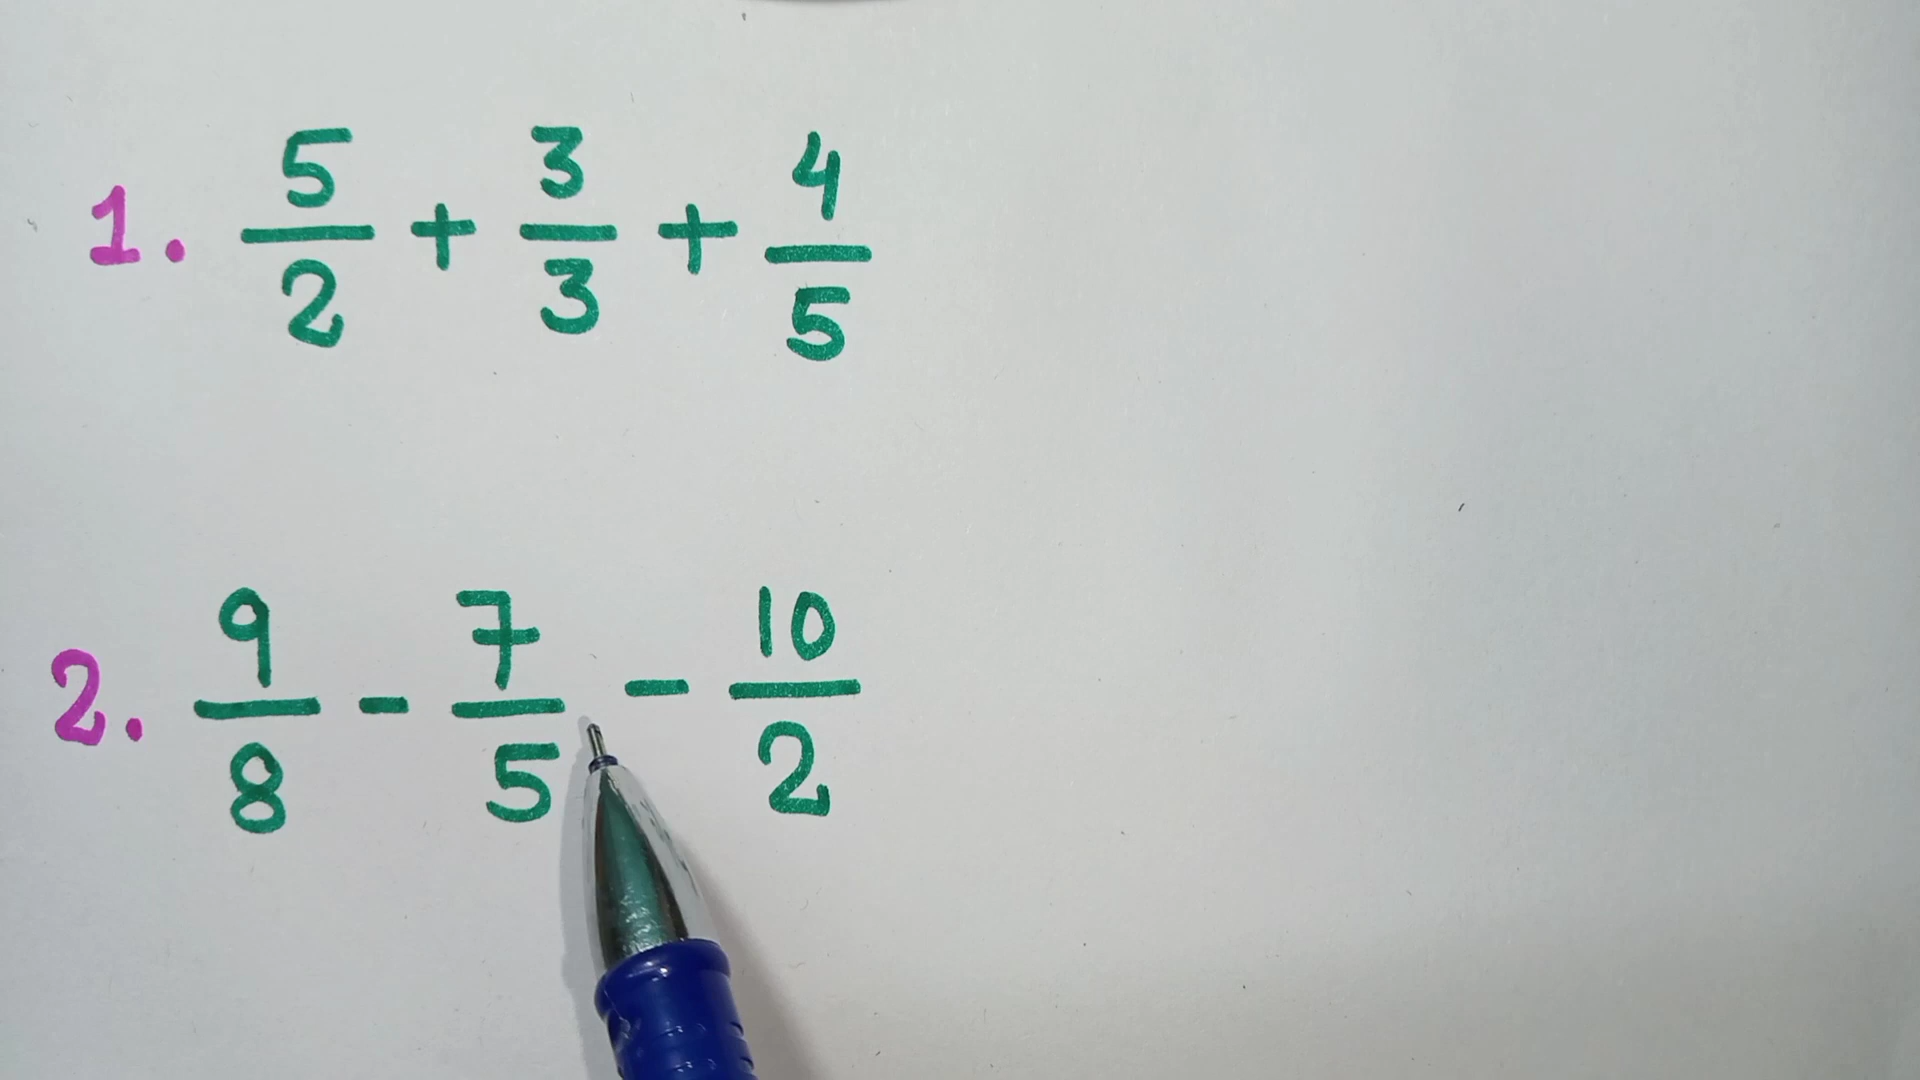 1. 5/2 + 3/3 + 4/5
2. 9/8 - 7/5 - 10/2